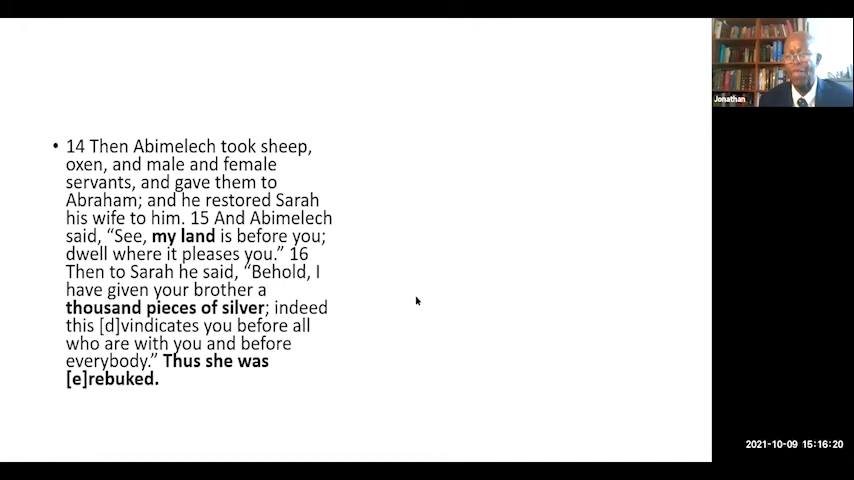 • 14 Then Abimelech took sheep,
oxen, and male and female
servants, and gave them to
Abraham; and he restored Sarah
his wife to him. 15 And Abimelech
said, “See, my land is before you;
dwell where it pleases you.” 16
Then to Sarah he said, “Behold, I
have given your brother a
thousand pieces of silver; indeed
this [d]vindicates you before all
who are with you and before
everybody.” Thus she was
[e]rebuked.
Jonathan
2021-10-09 15:16:20